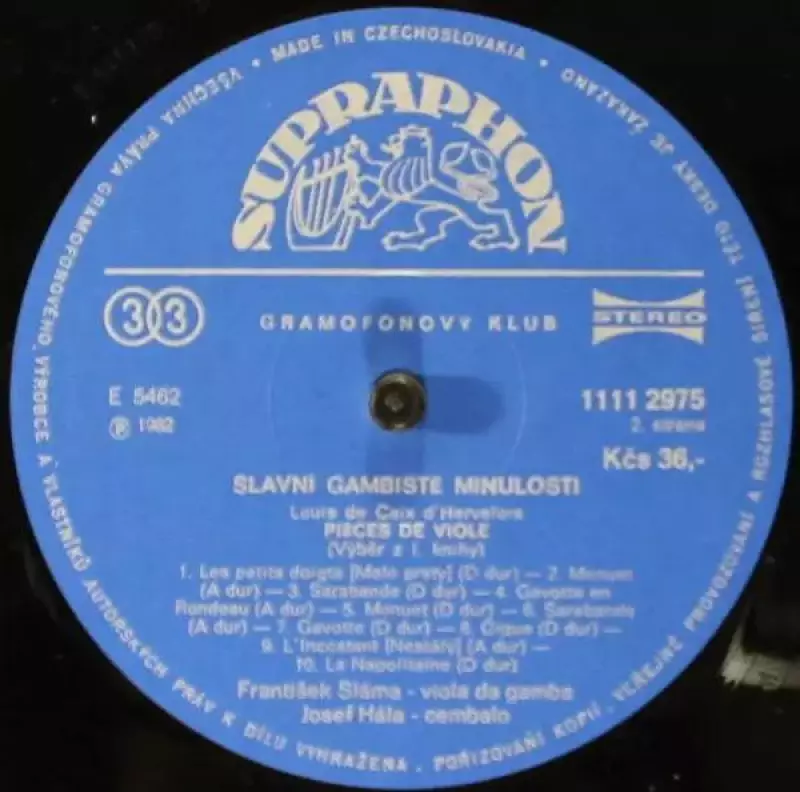 • MADE IN CZECHOSLOVAKIA •
VŠECHNA PRÁVA GRAMOFONOVÉHO VÝROBCE A VLASTNÍKŮ AUTORSKÝCH PRÁV K DÍLU VYHRAŽENA. POŘIZOVÁNÍ KOPIÍ, VEŘEJNÉ PROVOZOVÁNÍ A ROZHLASOVÉ ŠÍŘENÍ TÉTO DESKY JE ZAKÁZÁNO
SUPRAPHON
33
GRAMOFONOVÝ KLUB
STEREO
E 5462
1111 2975
Ⓟ 1982
2. strana
Kčs 36,-
SLAVNÍ GAMBISTÉ MINULOSTI
Louis de Caix d'Hervelois
PIÈCES DE VIOLE
(Výběr z I. knihy)
1. Les petits doigts [Malé prsty] (D dur) — 2. Menuet
(A dur) — 3. Sarabande (D dur) — 4. Gavotte en
Rondeau (A dur) — 5. Menuet (D dur) — 6. Sarabande
(A dur) — 7. Gavotte (D dur) — 8. Gigue (D dur) —
9. L'Incostant [Nestálý] (A dur) —
10. La Napolitaine (D dur)
František Sláma - viola da gamba
Josef Hála - cembalo